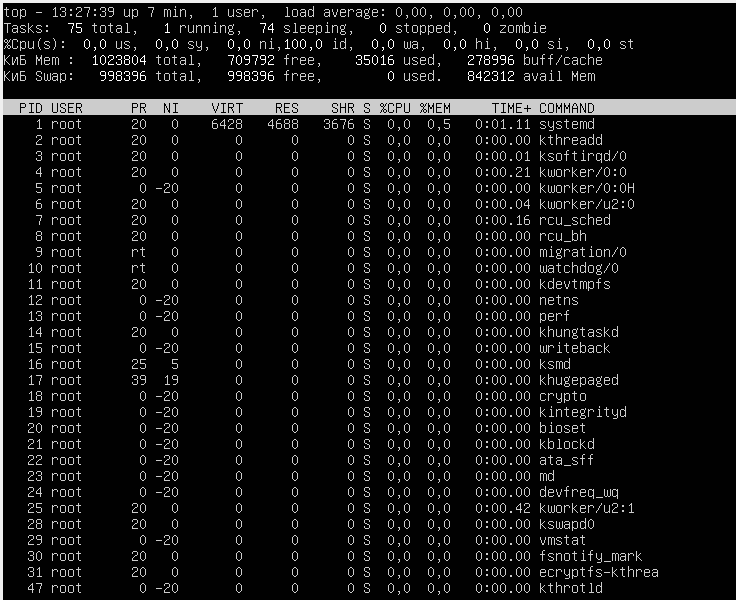 top - 13:27:39 up 7 min,  1 user,  load average: 0,00, 0,00, 0,00
Tasks:  75 total,   1 running,  74 sleeping,   0 stopped,   0 zombie
%Cpu(s):  0,0 us,  0,0 sy,  0,0 ni,100,0 id,  0,0 wa,  0,0 hi,  0,0 si,  0,0 st
КиБ Mem :  1023804 total,   709792 free,    35016 used,   278996 buff/cache
КиБ Swap:   998396 total,   998396 free,        0 used.   842312 avail Mem
PID USER      PR  NI    VIRT    RES    SHR S %CPU %MEM     TIME+ COMMAND
1 root      20   0    6428   4688   3676 S  0,0  0,5   0:01.11 systemd
2 root      20   0       0      0      0 S  0,0  0,0   0:00.00 kthreadd
3 root      20   0       0      0      0 S  0,0  0,0   0:00.01 ksoftirqd/0
4 root      20   0       0      0      0 S  0,0  0,0   0:00.21 kworker/0:0
5 root       0 -20       0      0      0 S  0,0  0,0   0:00.00 kworker/0:0H
6 root      20   0       0      0      0 S  0,0  0,0   0:00.04 kworker/u2:0
7 root      20   0       0      0      0 S  0,0  0,0   0:00.16 rcu_sched
8 root      20   0       0      0      0 S  0,0  0,0   0:00.00 rcu_bh
9 root      rt   0       0      0      0 S  0,0  0,0   0:00.00 migration/0
10 root      rt   0       0      0      0 S  0,0  0,0   0:00.00 watchdog/0
11 root      20   0       0      0      0 S  0,0  0,0   0:00.00 kdevtmpfs
12 root       0 -20       0      0      0 S  0,0  0,0   0:00.00 netns
13 root       0 -20       0      0      0 S  0,0  0,0   0:00.00 perf
14 root      20   0       0      0      0 S  0,0  0,0   0:00.00 khungtaskd
15 root       0 -20       0      0      0 S  0,0  0,0   0:00.00 writeback
16 root      25   5       0      0      0 S  0,0  0,0   0:00.00 ksmd
17 root      39  19       0      0      0 S  0,0  0,0   0:00.00 khugepaged
18 root       0 -20       0      0      0 S  0,0  0,0   0:00.00 crypto
19 root       0 -20       0      0      0 S  0,0  0,0   0:00.00 kintegrityd
20 root       0 -20       0      0      0 S  0,0  0,0   0:00.00 bioset
21 root       0 -20       0      0      0 S  0,0  0,0   0:00.00 kblockd
22 root       0 -20       0      0      0 S  0,0  0,0   0:00.00 ata_sff
23 root       0 -20       0      0      0 S  0,0  0,0   0:00.00 md
24 root       0 -20       0      0      0 S  0,0  0,0   0:00.00 devfreq_wq
25 root      20   0       0      0      0 S  0,0  0,0   0:00.42 kworker/u2:1
28 root      20   0       0      0      0 S  0,0  0,0   0:00.00 kswapd0
29 root       0 -20       0      0      0 S  0,0  0,0   0:00.00 vmstat
30 root      20   0       0      0      0 S  0,0  0,0   0:00.00 fsnotify_mark
31 root      20   0       0      0      0 S  0,0  0,0   0:00.00 ecryptfs-kthrea
47 root       0 -20       0      0      0 S  0,0  0,0   0:00.00 kthrotld